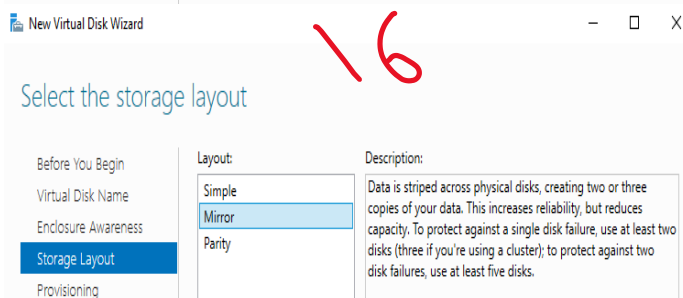 New Virtual Disk Wizard
16
Select the storage layout
Before You Begin
Virtual Disk Name
Enclosure Awareness
Storage Layout
Provisioning
Layout:
Simple
Mirror
Parity
Description:
Data is striped across physical disks, creating two or three
copies of your data. This increases reliability, but reduces
capacity. To protect against a single disk failure, use at least two
disks (three if you're using a cluster); to protect against two
disk failures, use at least five disks.